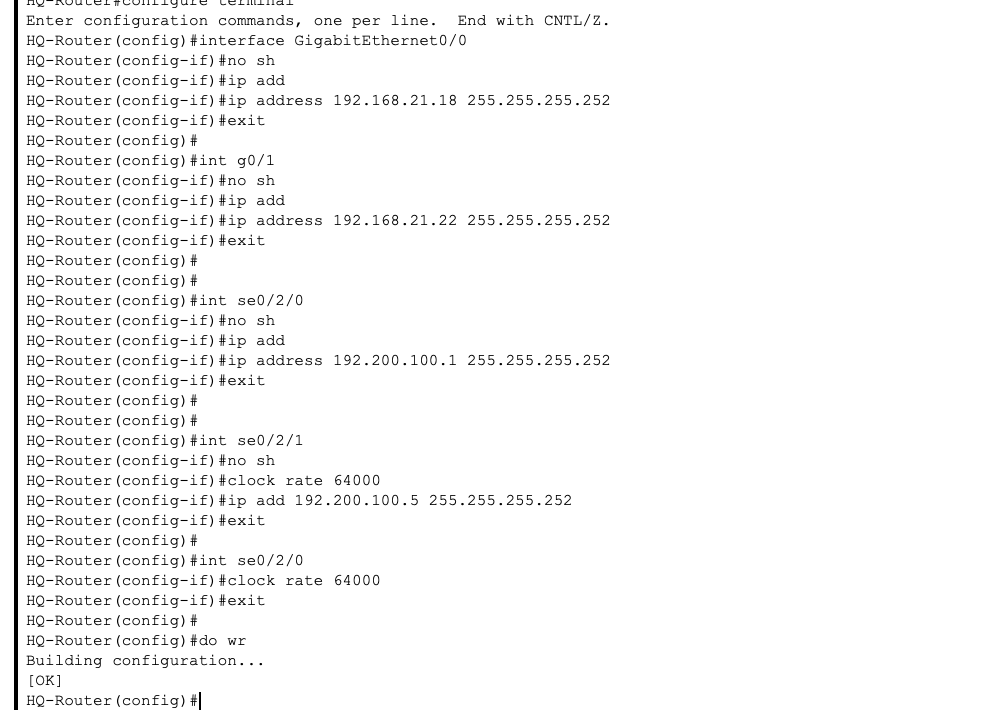 HQ-Router#configure terminal
Enter configuration commands, one per line.  End with CNTL/Z.
HQ-Router(config)#interface GigabitEthernet0/0
HQ-Router(config-if)#no sh
HQ-Router(config-if)#ip add
HQ-Router(config-if)#ip address 192.168.21.18 255.255.255.252
HQ-Router(config-if)#exit
HQ-Router(config)#
HQ-Router(config)#int g0/1
HQ-Router(config-if)#no sh
HQ-Router(config-if)#ip add
HQ-Router(config-if)#ip address 192.168.21.22 255.255.255.252
HQ-Router(config-if)#exit
HQ-Router(config)#
HQ-Router(config)#
HQ-Router(config)#int se0/2/0
HQ-Router(config-if)#no sh
HQ-Router(config-if)#ip add
HQ-Router(config-if)#ip address 192.200.100.1 255.255.255.252
HQ-Router(config-if)#exit
HQ-Router(config)#
HQ-Router(config)#
HQ-Router(config)#int se0/2/1
HQ-Router(config-if)#no sh
HQ-Router(config-if)#clock rate 64000
HQ-Router(config-if)#ip add 192.200.100.5 255.255.255.252
HQ-Router(config-if)#exit
HQ-Router(config)#
HQ-Router(config)#int se0/2/0
HQ-Router(config-if)#clock rate 64000
HQ-Router(config-if)#exit
HQ-Router(config)#
HQ-Router(config)#do wr
Building configuration...
[OK]
HQ-Router(config)#